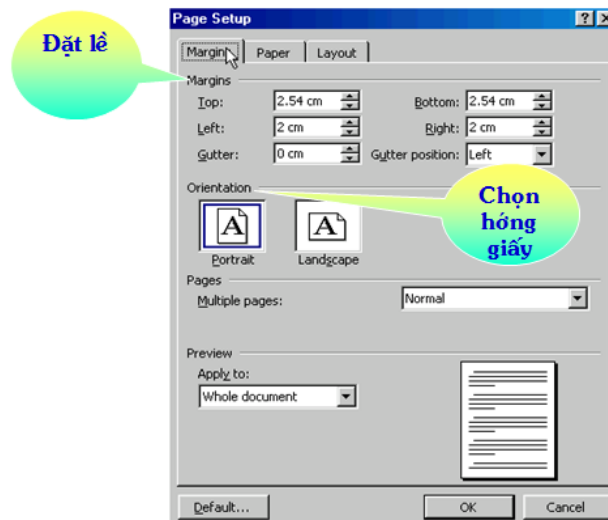 Đặt lề
Page Setup
Margins Paper Layout
Margins
Top: 2.54 cm Bottom: 2.54 cm
Left: 2 cm Right: 2 cm
Gutter: 0 cm Gutter position: Left
Orientation
Chọn
hớng
giấy
A A
Portrait Landscape
Pages
Multiple pages: Normal
Preview
Apply to:
Whole document
Default... OK Cancel